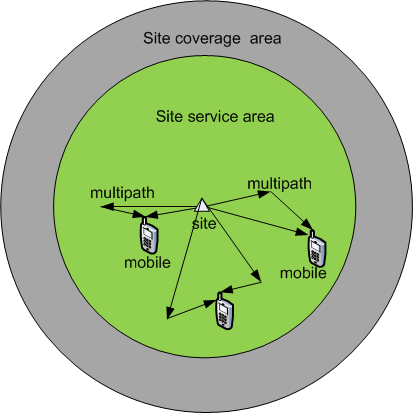 Site coverage area
Site service area
multipath
multipath
site
mobile
mobile